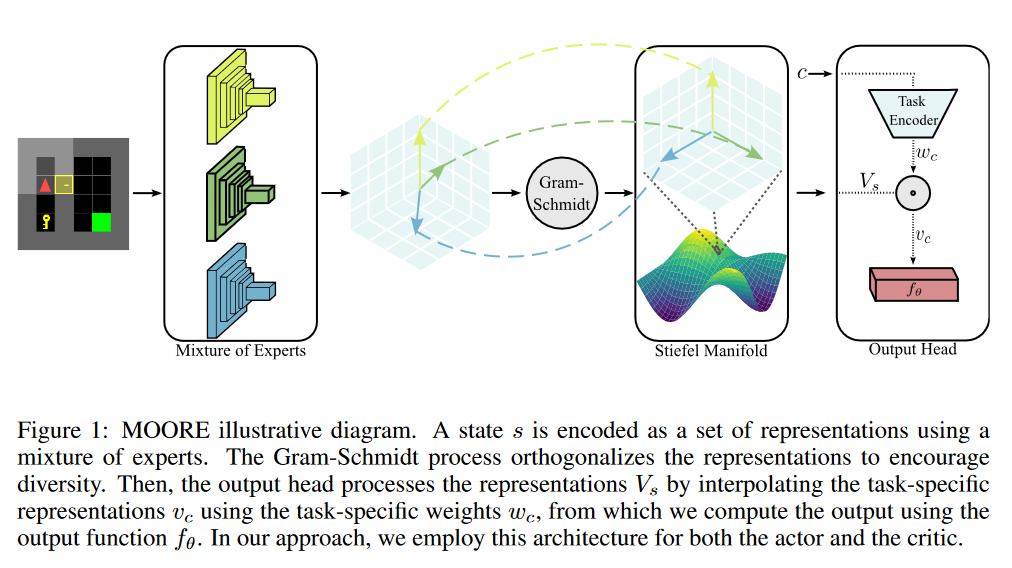 Mixture of Experts
Gram-
Schmidt
Stiefel Manifold
c
Task
Encoder
w_c
V_s
v_c
f_θ
Output Head
Figure 1: MOORE illustrative diagram. A state s is encoded as a set of representations using a
mixture of experts. The Gram-Schmidt process orthogonalizes the representations to encourage
diversity. Then, the output head processes the representations V_s by interpolating the task-specific
representations v_c using the task-specific weights w_c, from which we compute the output using the
output function f_θ. In our approach, we employ this architecture for both the actor and the critic.